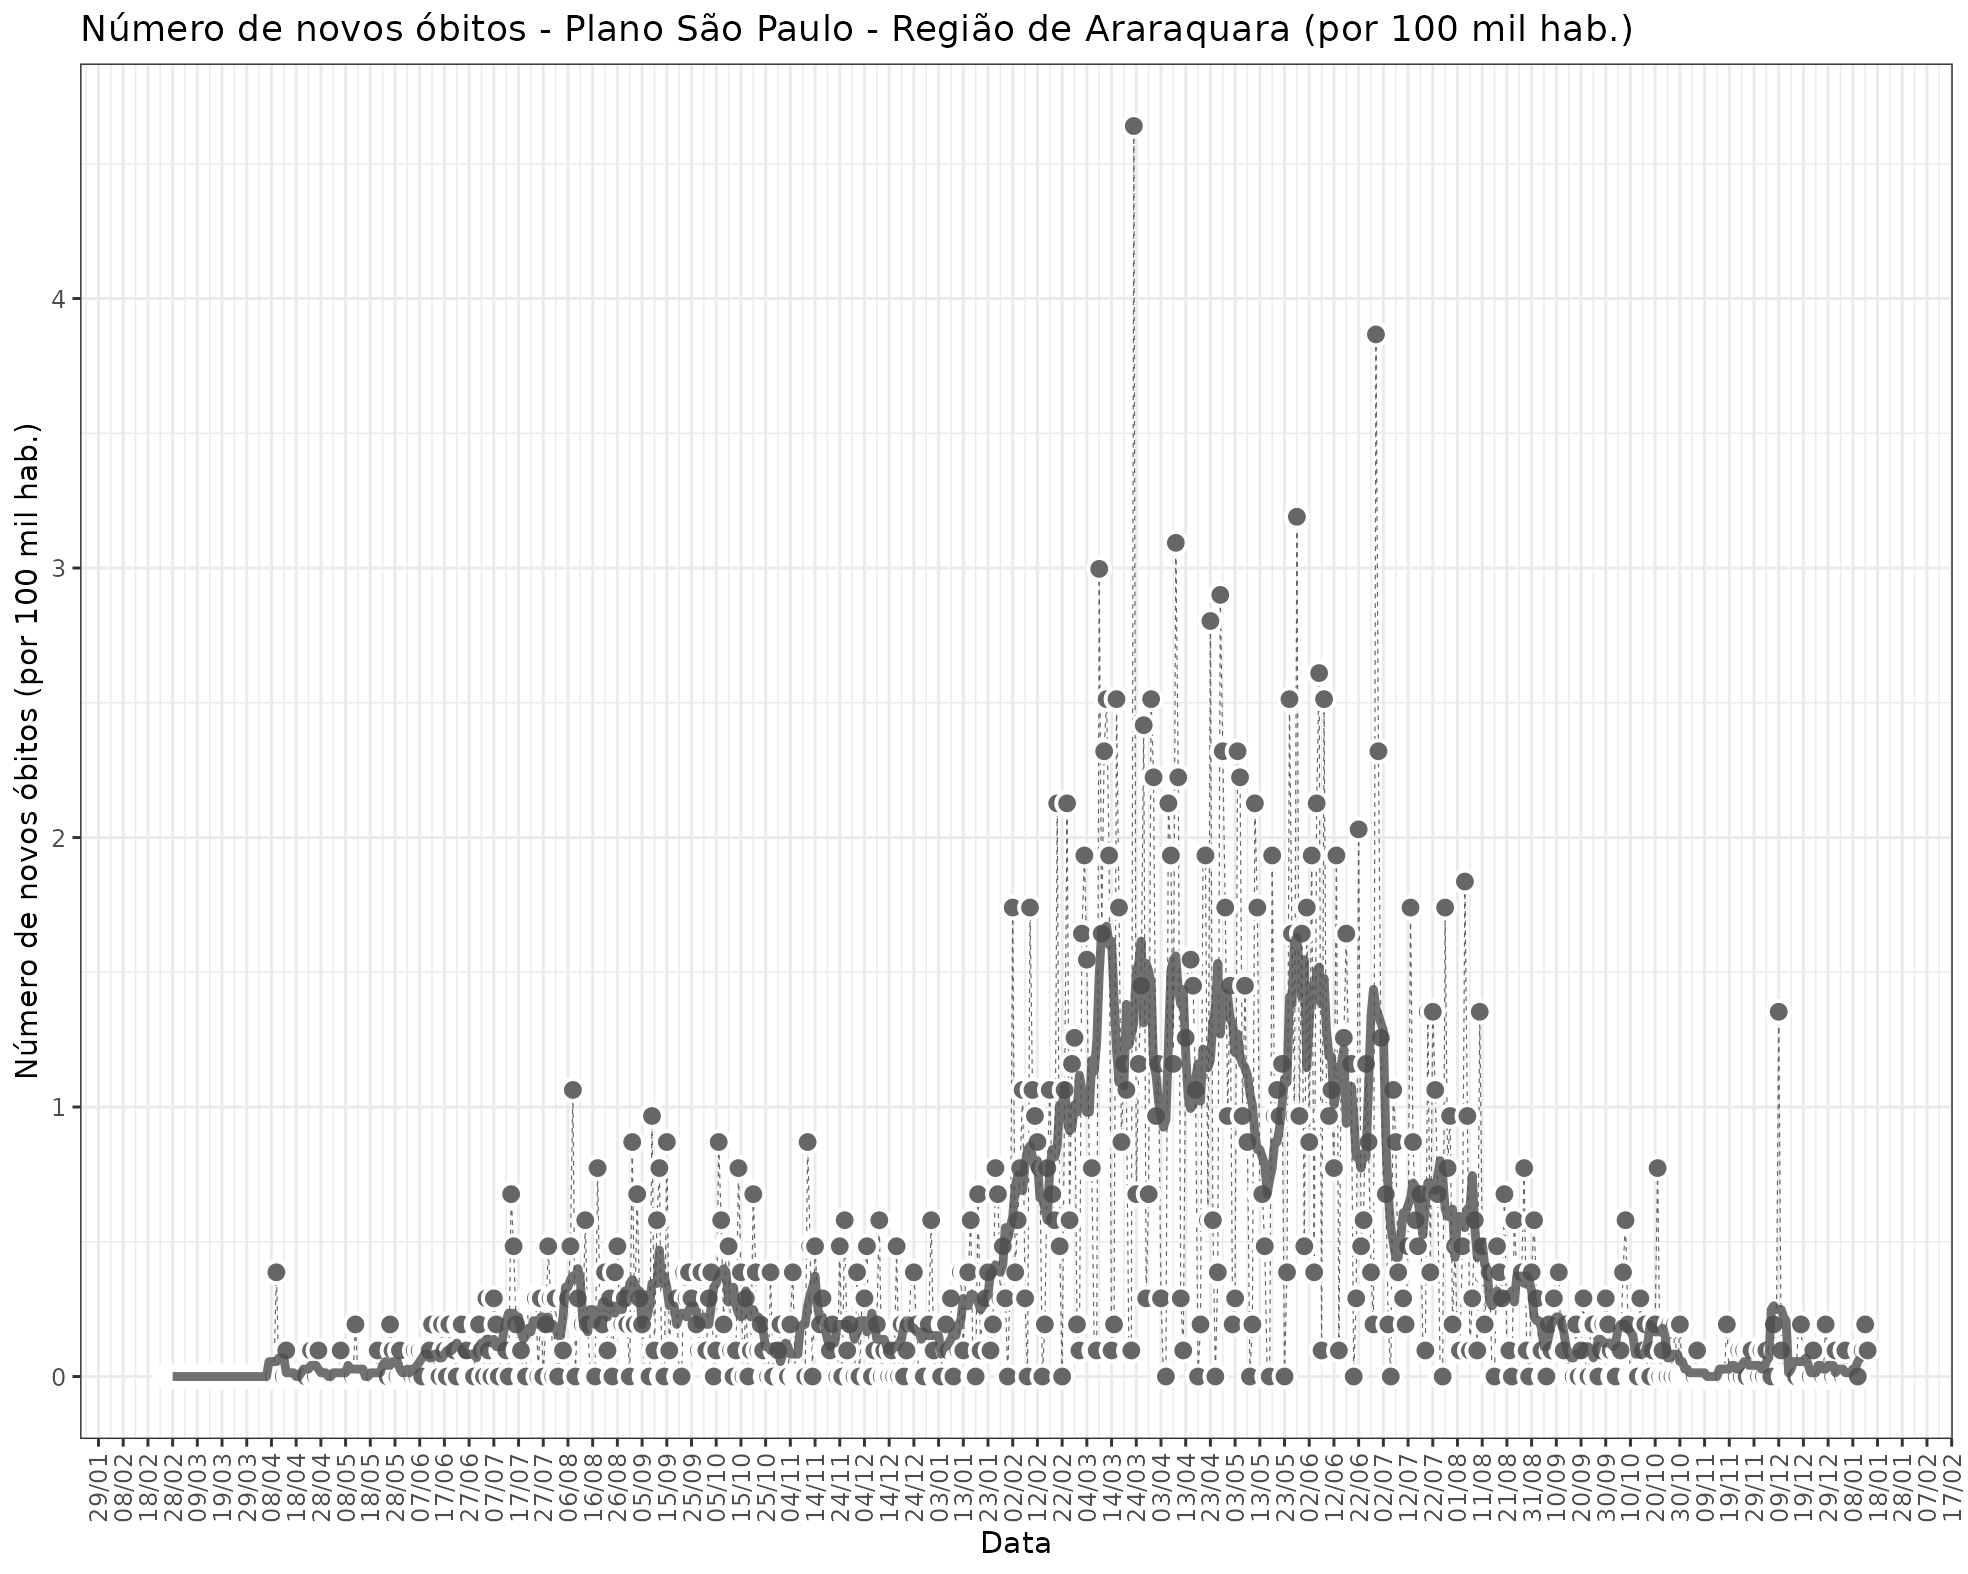 Número de novos óbitos - Plano São Paulo - Região de Araraquara (por 100 mil hab.)
Número de novos óbitos (por 100 mil hab.)
4
3
2
1
0
29/01 08/02 18/02 28/02 09/03 19/03 29/03 08/04 18/04 28/04 08/05 18/05 28/05 07/06 17/06 27/06 07/07 17/07 27/07 06/08 16/08 26/08 05/09 15/09 25/09 05/10 15/10 25/10 04/11 14/11 24/11 04/12 14/12 24/12 03/01 13/01 23/01 02/02 12/02 22/02 04/03 14/03 24/03 03/04 13/04 23/04 03/05 13/05 23/05 02/06 12/06 22/06 02/07 12/07 22/07 01/08 11/08 21/08 31/08 10/09 20/09 30/09 10/10 20/10 30/10 09/11 19/11 29/11 09/12 19/12 29/12 08/01 18/01 28/01 07/02 17/02
Data